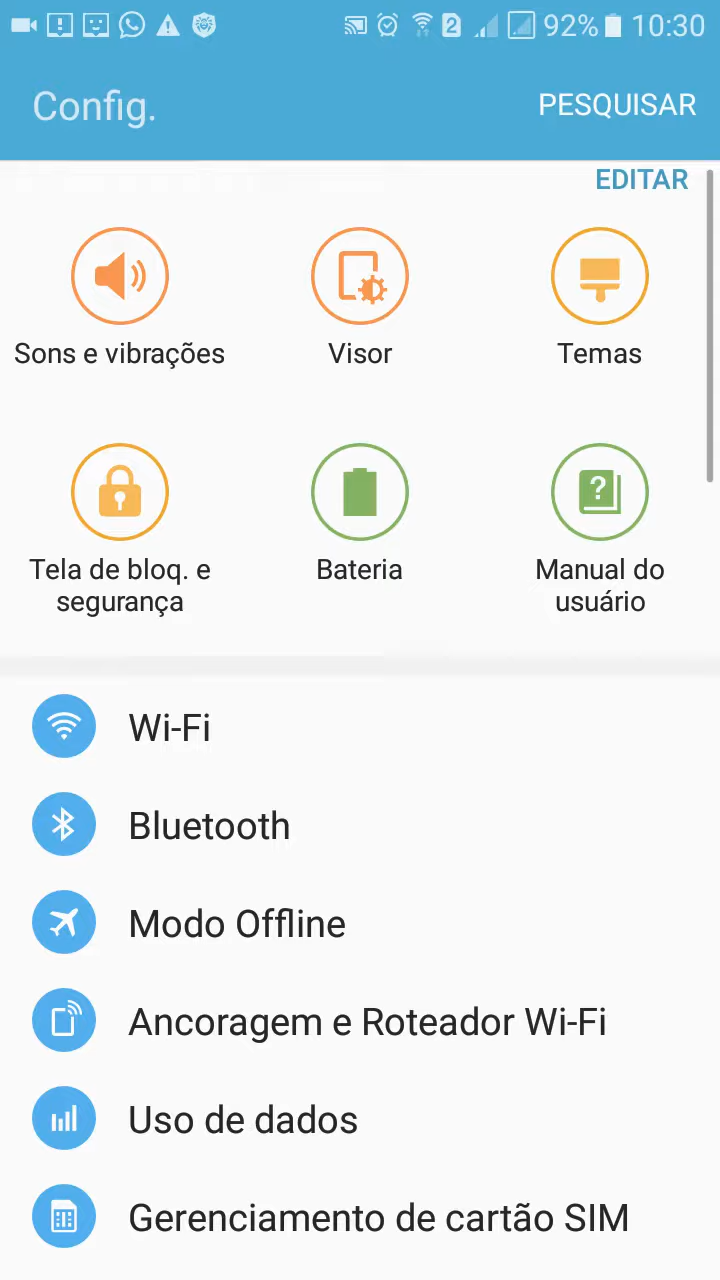 2 92% 10:30
Config. PESQUISAR
EDITAR
Sons e vibrações Visor Temas
Tela de bloq. e segurança Bateria Manual do usuário
Wi-Fi
Bluetooth
Modo Offline
Ancoragem e Roteador Wi-Fi
Uso de dados
Gerenciamento de cartão SIM